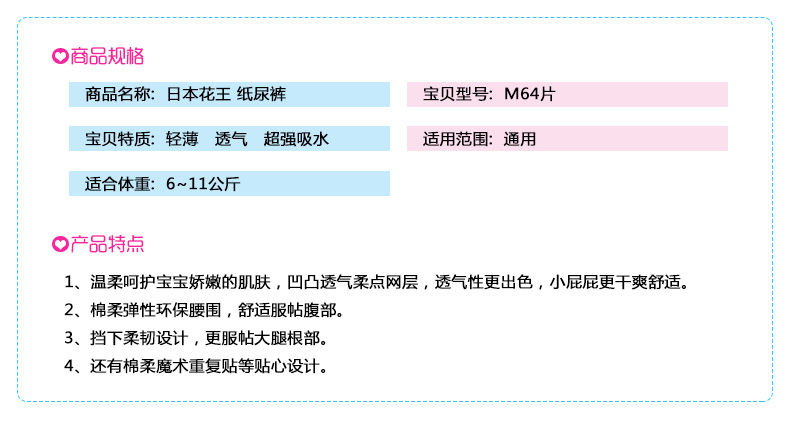 商品规格
商品名称: 日本花王 纸尿裤
宝贝型号: M64片
宝贝特质: 轻薄 透气 超强吸水
适用范围: 通用
适合体重: 6~11公斤
产品特点
1、温柔呵护宝宝娇嫩的肌肤，凹凸透气柔点网层，透气性更出色，小屁屁更干爽舒适。
2、棉柔弹性环保腰围，舒适服帖腹部。
3、挡下柔韧设计，更服帖大腿根部。
4、还有棉柔魔术重复贴等贴心设计。